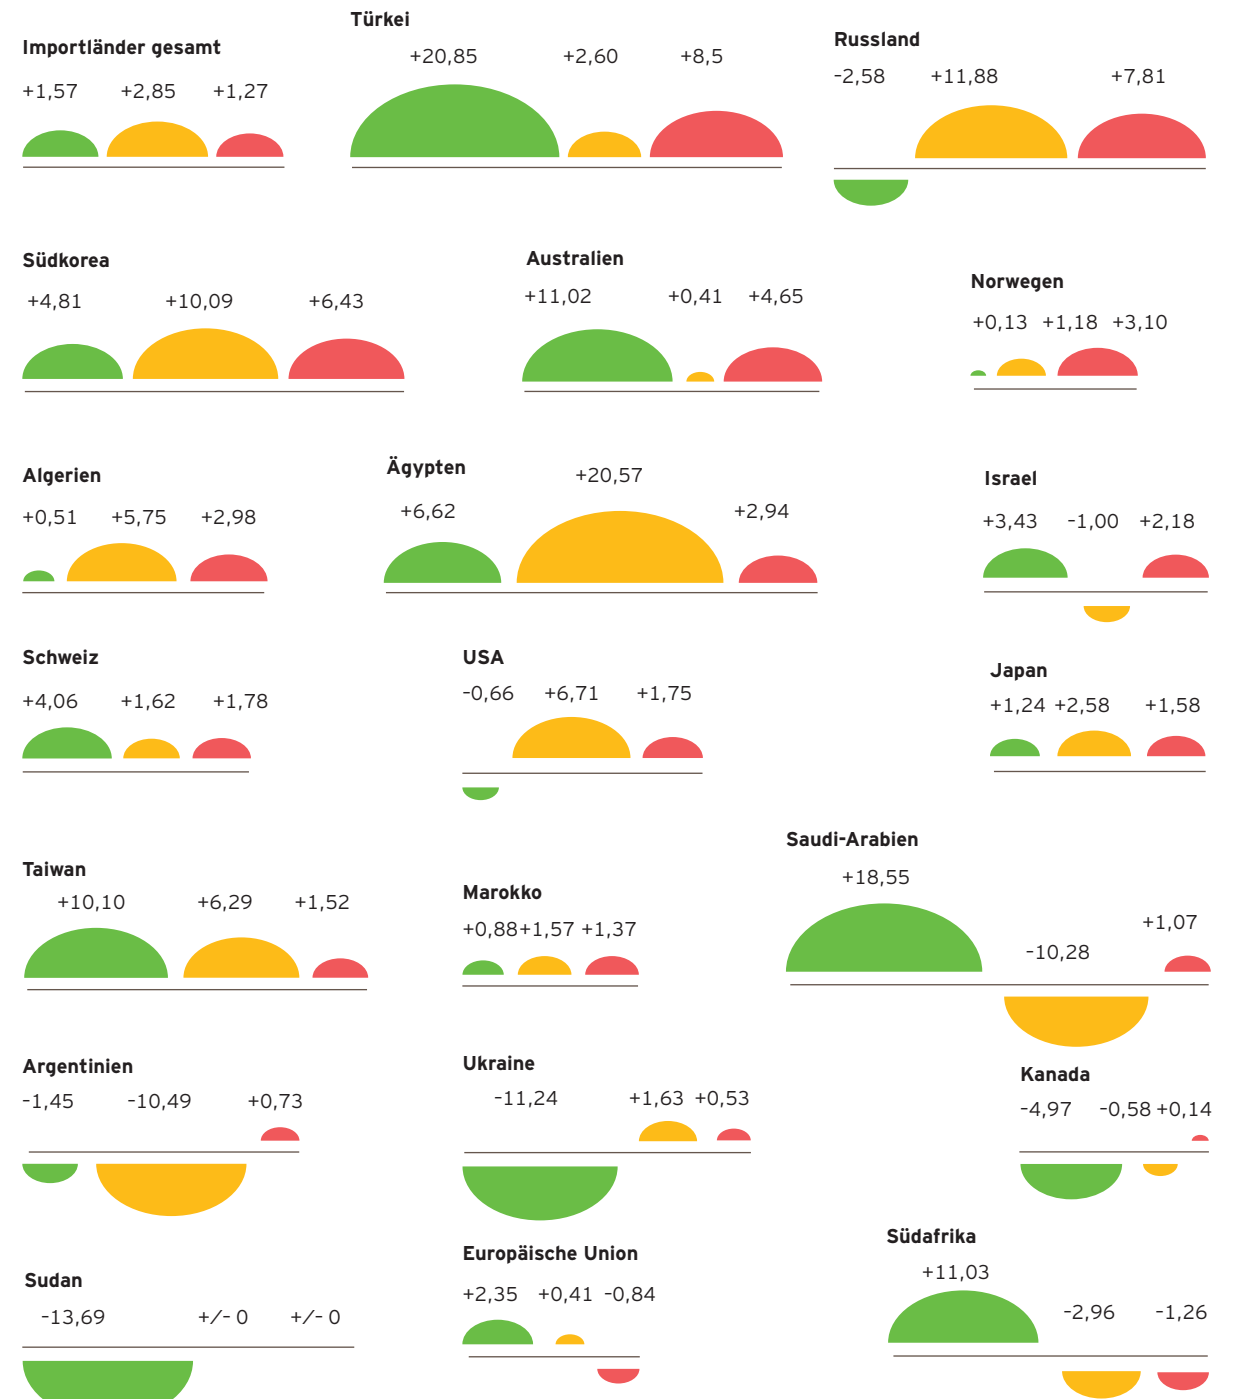 Importländer gesamt
+1,57 +2,85 +1,27
Türkei
+20,85 +2,60 +8,5
Russland
-2,58 +11,88 +7,81
Südkorea
+4,81 +10,09 +6,43
Australien
+11,02 +0,41 +4,65
Norwegen
+0,13 +1,18 +3,10
Algerien
+0,51 +5,75 +2,98
Ägypten
+6,62 +20,57 +2,94
Israel
+3,43 -1,00 +2,18
Schweiz
+4,06 +1,62 +1,78
USA
-0,66 +6,71 +1,75
Japan
+1,24 +2,58 +1,58
Taiwan
+10,10 +6,29 +1,52
Marokko
+0,88 +1,57 +1,37
Saudi-Arabien
+18,55 -10,28 +1,07
Argentinien
-1,45 -10,49 +0,73
Ukraine
-11,24 +1,63 +0,53
Kanada
-4,97 -0,58 +0,14
Sudan
-13,69 +/- 0 +/- 0
Europäische Union
+2,35 +0,41 -0,84
Südafrika
+11,03 -2,96 -1,26